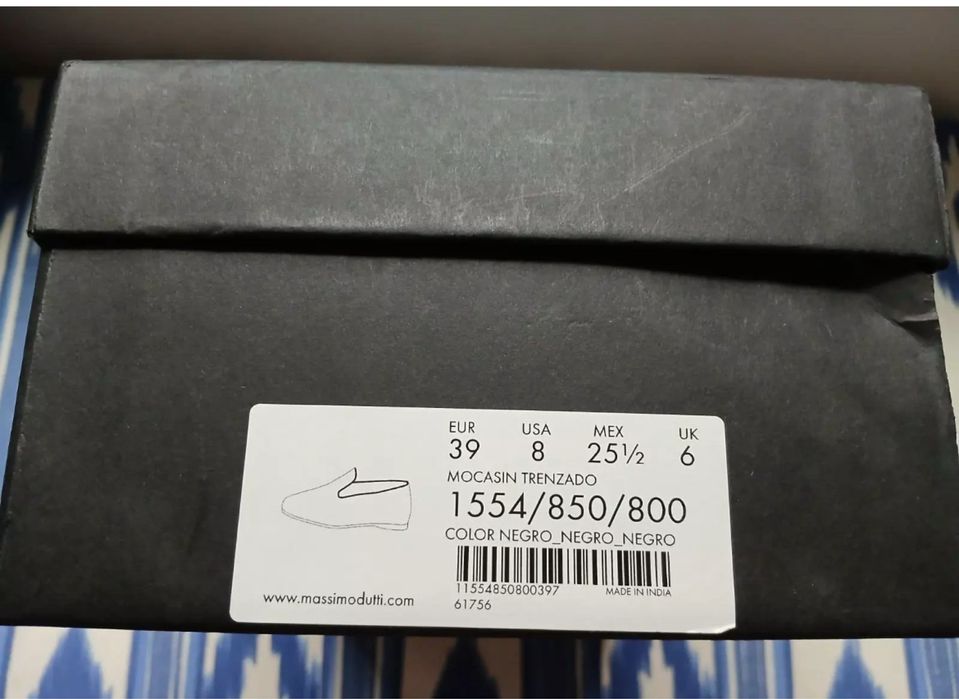 EUR USA MEX UK
39 8 25½ 6
MOCASIN TRENZADO
1554/850/800
COLOR NEGRO_NEGRO_NEGRO
11554850800397 MADE IN INDIA
www.massimodutti.com 61756